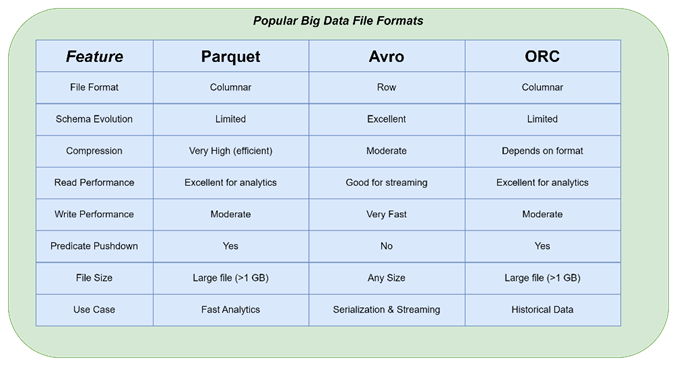 Popular Big Data File Formats
Feature Parquet Avro ORC
File Format Columnar Row Columnar
Schema Evolution Limited Excellent Limited
Compression Very High (efficient) Moderate Depends on format
Read Performance Excellent for analytics Good for streaming Excellent for analytics
Write Performance Moderate Very Fast Moderate
Predicate Pushdown Yes No Yes
File Size Large file (>1 GB) Any Size Large file (>1 GB)
Use Case Fast Analytics Serialization & Streaming Historical Data